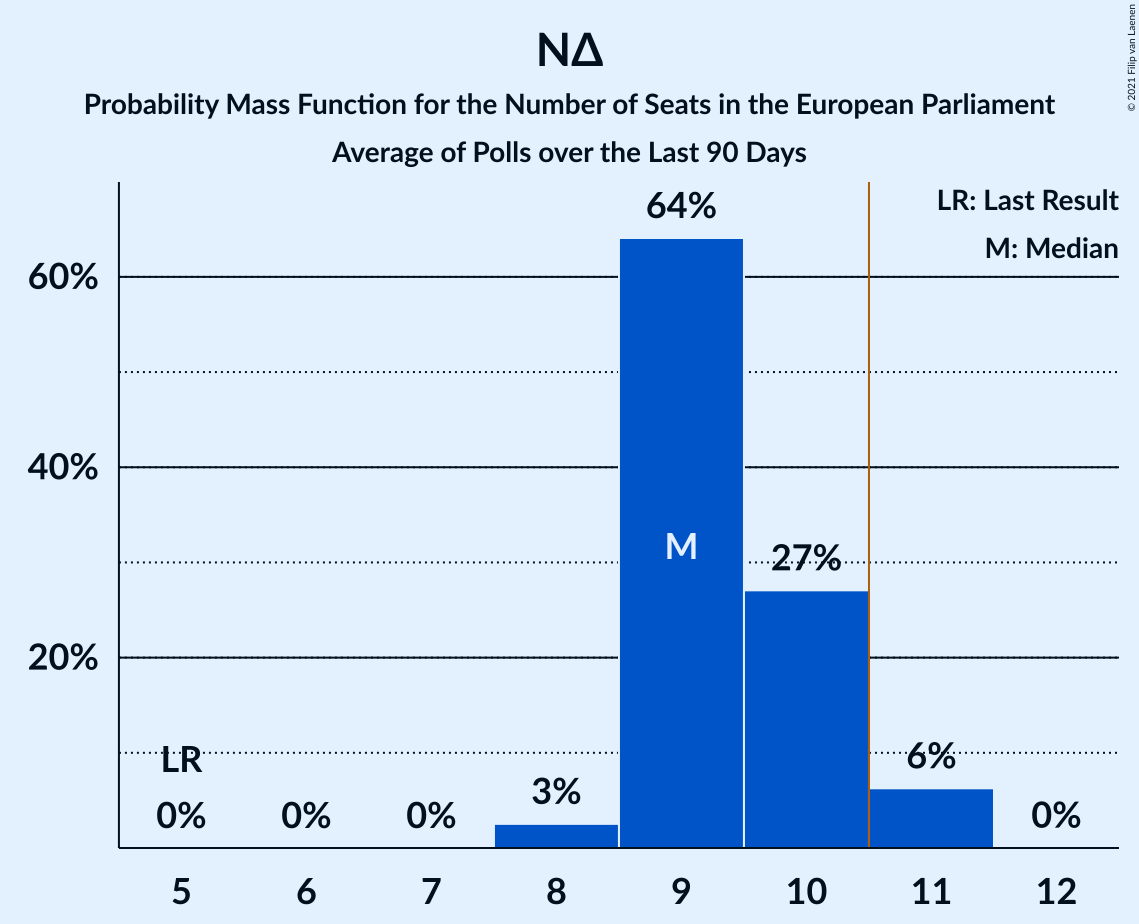 ΝΔ
Probability Mass Function for the Number of Seats in the European Parliament
Average of Polls over the Last 90 Days
© 2021 Filip van Laenen
LR: Last Result
M: Median
64%
60%
40%
M
27%
20%
LR
6%
3%
0% 0% 0% 0%
5 6 7 8 9 10 11 12